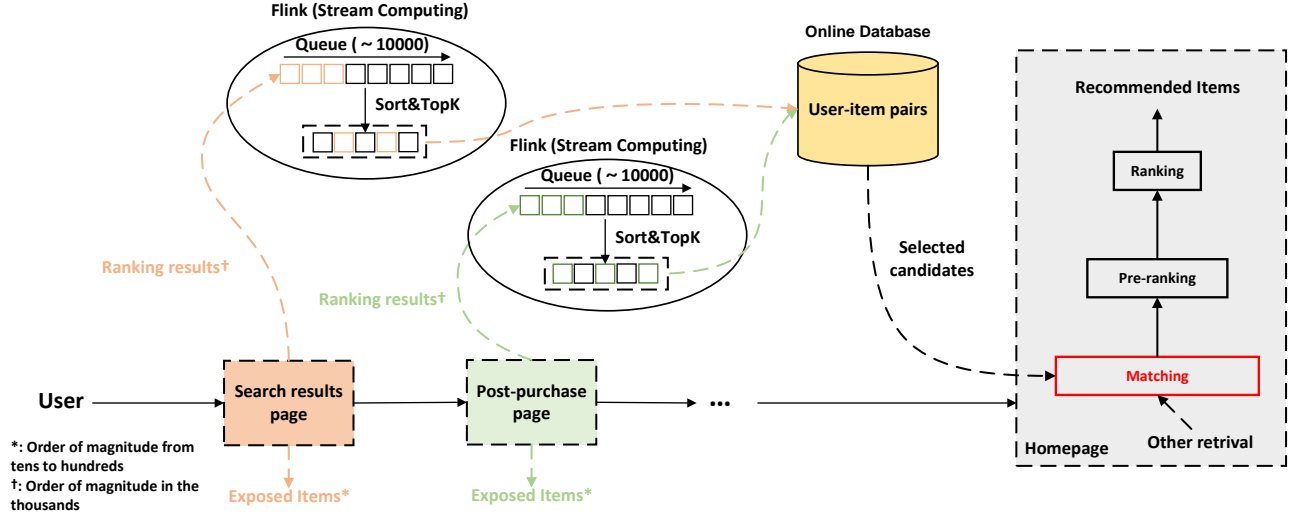 Flink (Stream Computing)
Queue ( ~ 10000)
Sort&TopK
Flink (Stream Computing)
Queue ( ~ 10000)
Sort&TopK
Online Database
User-item pairs
Selected
candidates
Ranking results†
Ranking results†
User
Search results
page
Post-purchase
page
...
Exposed Items*
Exposed Items*
*: Order of magnitude from
tens to hundreds
†: Order of magnitude in the
thousands
Recommended Items
Ranking
Pre-ranking
Matching
Other retrival
Homepage